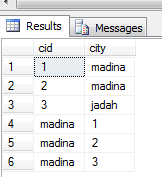 Results Messages
cid city
1 1 madina
2 2 madina
3 3 jadah
4 madina 1
5 madina 2
6 madina 3